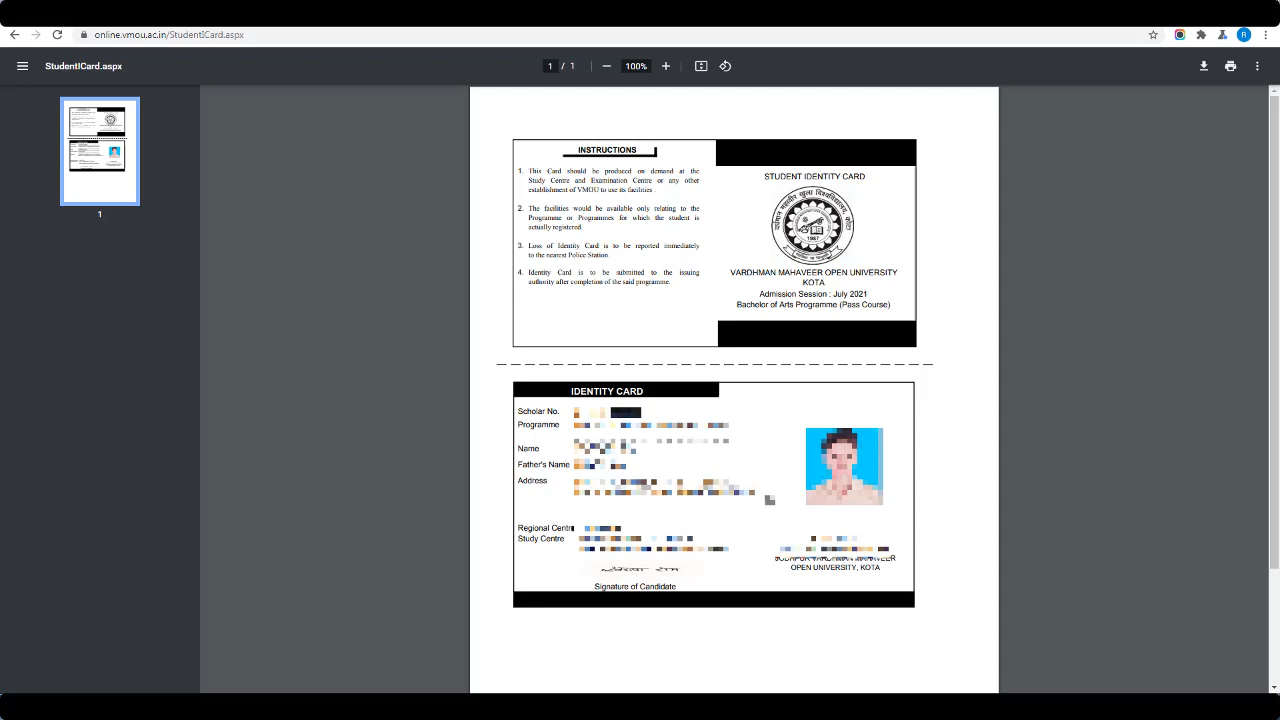 online.vmou.ac.in/StudentICard.aspx
R
StudentICard.aspx
1 / 1
100%
1
INSTRUCTIONS
1. This Card should be produced on demand at the
Study Centre and Examination Centre or any other
establishment of VMOU to use its facilities .
2. The facilities would be available only relating to the
Programme or Programmes for which the student is
actually registered.
3. Loss of Identity Card is to be reported immediately
to the nearest Police Station.
4. Identity Card is to be submitted to the issuing
authority after completion of the said programme.
STUDENT IDENTITY CARD
वर्धमान महावीर खुला विश्वविद्यालय, कोटा
1987
VARDHMAN MAHAVEER OPEN UNIVERSITY
KOTA
Admission Session : July 2021
Bachelor of Arts Programme (Pass Course)
IDENTITY CARD
Scholar No.
Programme
Name
Father's Name
Address
Regional Centre
Study Centre
Signature of Candidate
OPEN UNIVERSITY, KOTA